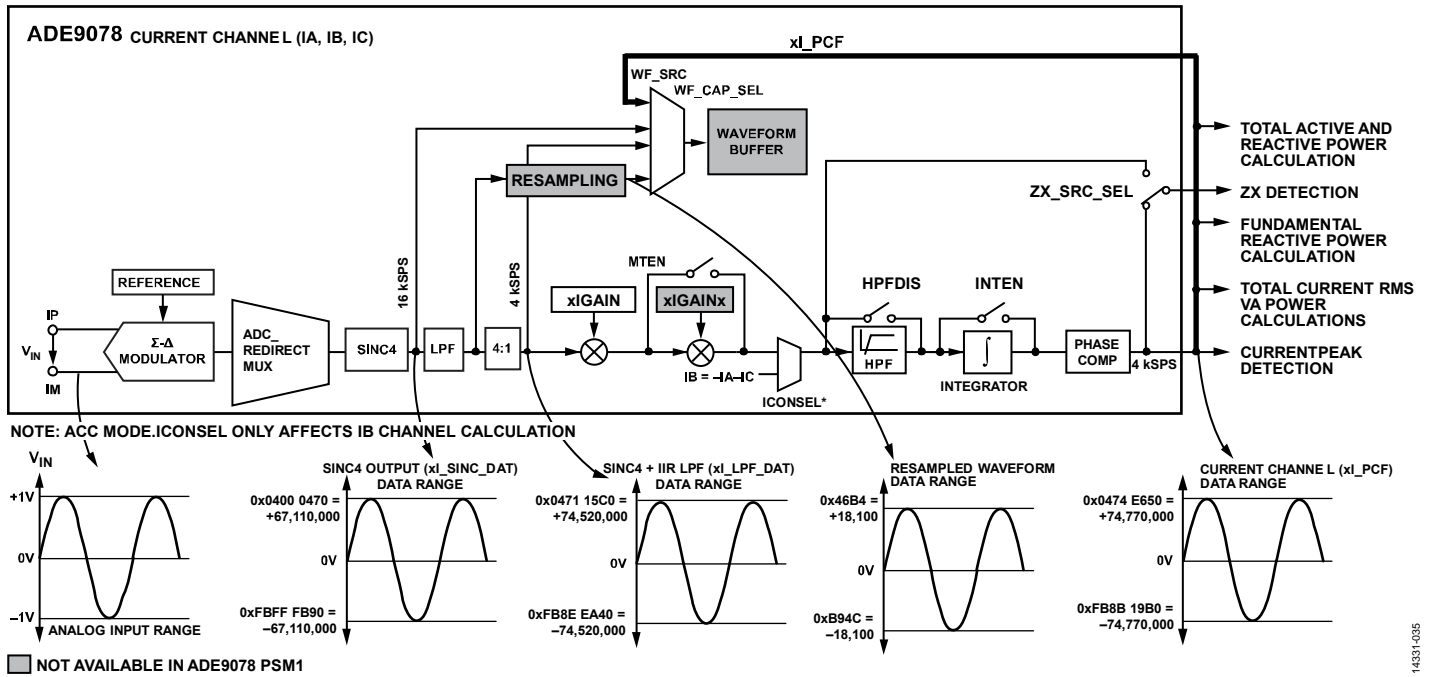 ADE9078 CURRENT CHANNEL (IA, IB, IC)
xI_PCF
WF_SRC
WF_CAP_SEL
WAVEFORM
BUFFER
RESAMPLING
TOTAL ACTIVE AND
REACTIVE POWER
CALCULATION
ZX_SRC_SEL
ZX DETECTION
FUNDAMENTAL
REACTIVE POWER
CALCULATION
TOTAL CURRENT RMS
VA POWER
CALCULATIONS
CURRENTPEAK
DETECTION
REFERENCE
IP
VIN
IM
Σ-Δ
MODULATOR
ADC_
REDIRECT
MUX
SINC4
16 kSPS
LPF
4:1
4 kSPS
xIGAIN
MTEN
xIGAINx
IB = –IA–IC
ICONSEL*
HPFDIS
HPF
INTEN
∫
INTEGRATOR
PHASE
COMP
4 kSPS
NOTE: ACC MODE.ICONSEL ONLY AFFECTS IB CHANNEL CALCULATION
VIN
+1V
0V
–1V
ANALOG INPUT RANGE
SINC4 OUTPUT (xI_SINC_DAT)
DATA RANGE
0x0400 0470 =
+67,110,000
0V
0xFBFF FB90 =
–67,110,000
SINC4 + IIR LPF (xI_LPF_DAT)
DATA RANGE
0x0471 15C0 =
+74,520,000
0V
0xFB8E EA40 =
–74,520,000
RESAMPLED WAVEFORM
DATA RANGE
0x46B4 =
+18,100
0V
0xB94C =
–18,100
CURRENT CHANNEL (xI_PCF)
DATA RANGE
0x0474 E650 =
+74,770,000
0V
0xFB8B 19B0 =
–74,770,000
NOT AVAILABLE IN ADE9078 PSM1
14331-035